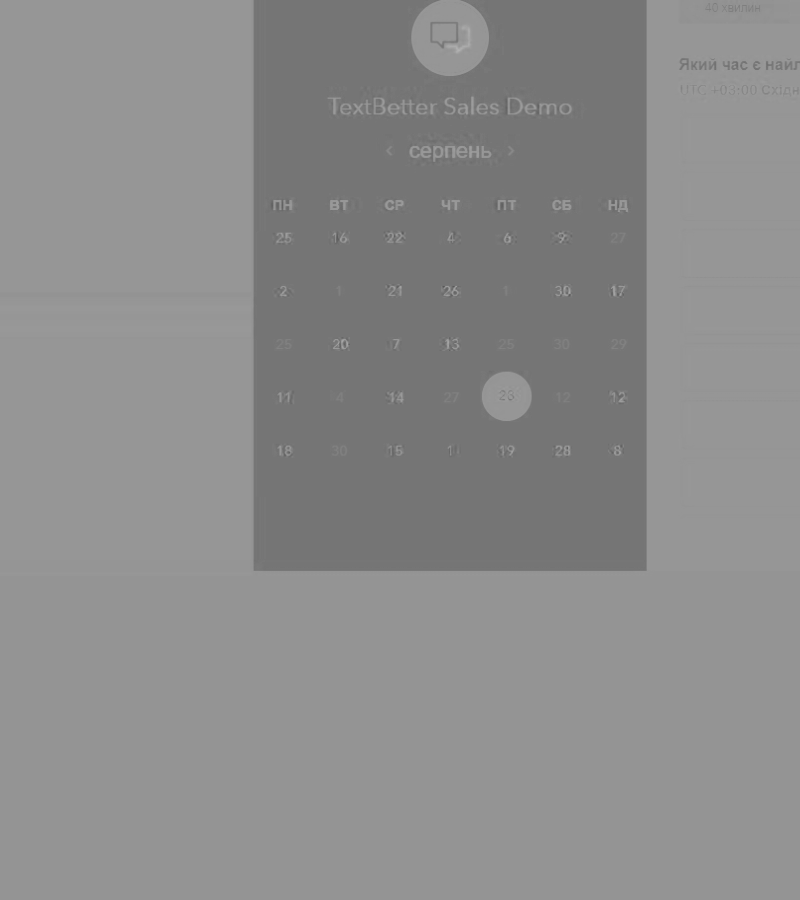 40 хвилин
TextBetter Sales Demo
Який час є найл
UTC +03:00 Східн
серпень
ПН ВТ СР ЧТ ПТ СБ НД
25 16 22 4 6 9 27
2 1 21 26 1 30 17
25 20 7 13 25 30 29
11 4 14 27 23 12 12
18 30 15 1 19 28 8